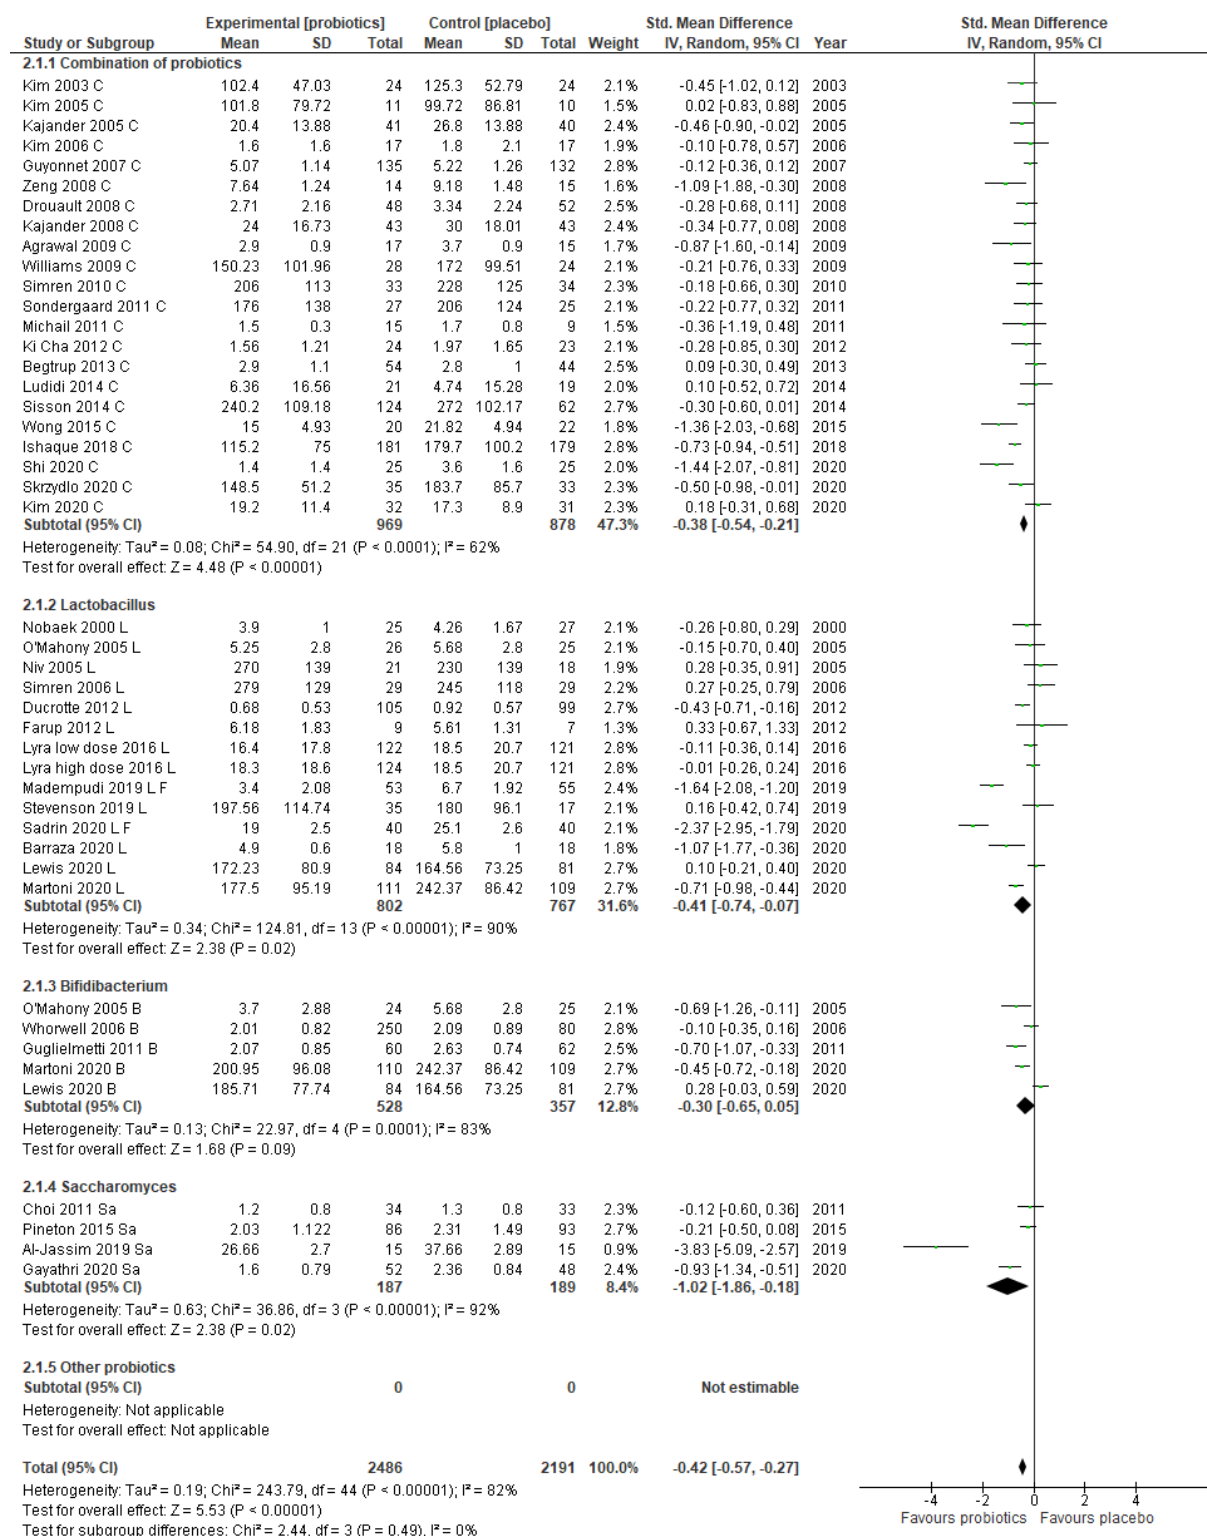 Experimental [probiotics] Control [placebo] Std. Mean Difference Std. Mean Difference
Study or Subgroup Mean SD Total Mean SD Total Weight IV, Random, 95% CI Year IV, Random, 95% CI
2.1.1 Combination of probiotics
Kim 2003 C 102.4 47.03 24 125.3 52.79 24 2.1% -0.45 [-1.02, 0.12] 2003
Kim 2005 C 101.8 79.72 11 99.72 86.81 10 1.5% 0.02 [-0.83, 0.88] 2005
Kajander 2005 C 20.4 13.88 41 26.8 13.88 40 2.4% -0.46 [-0.90, -0.02] 2005
Kim 2006 C 1.6 1.6 17 1.8 2.1 17 1.9% -0.10 [-0.78, 0.57] 2006
Guyonnet 2007 C 5.07 1.14 135 5.22 1.26 132 2.8% -0.12 [-0.36, 0.12] 2007
Zeng 2008 C 7.64 1.24 14 9.18 1.48 15 1.6% -1.09 [-1.88, -0.30] 2008
Drouault 2008 C 2.71 2.16 48 3.34 2.24 52 2.4% -0.28 [-0.68, 0.11] 2008
Kajander 2008 C 24 16.73 43 30 18.01 43 2.4% -0.34 [-0.77, 0.08] 2008
Agrawal 2009 C 2.9 0.9 17 3.7 0.9 15 1.7% -0.87 [-1.60, -0.14] 2009
Williams 2009 C 150.23 101.96 28 172 99.51 24 2.1% -0.21 [-0.76, 0.33] 2009
Simren 2010 C 206 113 33 228 125 34 2.3% -0.18 [-0.66, 0.30] 2010
Sondergaard 2011 C 176 138 27 206 124 25 2.1% -0.22 [-0.77, 0.32] 2011
Michail 2011 C 1.5 0.3 15 1.7 0.8 9 1.5% -0.36 [-1.19, 0.48] 2011
Ki Cha 2012 C 1.56 1.21 24 1.97 1.65 23 2.1% -0.28 [-0.85, 0.30] 2012
Begtrup 2013 C 2.9 1.1 54 2.8 1 44 2.4% 0.09 [-0.30, 0.49] 2013
Ludidi 2014 C 6.36 16.56 21 4.74 15.28 19 2.0% 0.10 [-0.52, 0.72] 2014
Sisson 2014 C 240.2 109.18 124 272 102.17 62 2.7% -0.30 [-0.60, 0.01] 2014
Wong 2015 C 15 4.93 20 21.82 4.94 22 1.8% -1.36 [-2.03, -0.68] 2015
Ishaque 2018 C 115.2 75 181 179.7 100.2 179 2.8% -0.73 [-0.94, -0.51] 2018
Shi 2020 C 1.4 1.4 25 3.6 1.6 25 2.0% -1.44 [-2.07, -0.81] 2020
Skrzydlo 2020 C 148.5 51.2 35 183.7 85.7 33 2.3% -0.50 [-0.98, -0.01] 2020
Kim 2020 C 19.2 11.4 32 17.3 8.9 31 2.2% 0.18 [-0.31, 0.68] 2020
Subtotal (95% CI) 969 878 47.3% -0.38 [-0.54, -0.21]
Heterogeneity: Tau² = 0.08; Chi² = 54.90, df = 21 (P < 0.0001); I² = 62%
Test for overall effect: Z = 4.48 (P < 0.00001)
2.1.2 Lactobacillus
Nobaek 2000 L 3.9 1 25 4.26 1.67 27 2.1% -0.26 [-0.80, 0.29] 2000
O'Mahony 2005 L 5.25 2.8 26 5.68 2.8 25 2.1% -0.15 [-0.70, 0.40] 2005
Niv 2005 L 270 139 21 230 139 18 1.9% 0.28 [-0.35, 0.91] 2005
Simren 2006 L 279 129 29 245 118 29 2.2% 0.27 [-0.25, 0.79] 2006
Ducrotte 2012 L 0.68 0.53 105 0.92 0.57 99 2.7% -0.43 [-0.71, -0.16] 2012
Farup 2012 L 6.18 1.83 9 5.61 1.31 7 1.3% 0.33 [-0.67, 1.33] 2012
Lyra low dose 2016 L 16.4 17.8 122 18.5 20.7 121 2.8% -0.11 [-0.36, 0.14] 2016
Lyra high dose 2016 L 18.3 18.6 124 18.5 20.7 121 2.8% -0.01 [-0.26, 0.24] 2016
Madempudi 2019 L F 3.4 2.08 53 6.7 1.92 55 2.4% -1.64 [-2.08, -1.20] 2019
Stevenson 2019 L 197.56 114.74 35 180 96.1 17 2.1% 0.16 [-0.42, 0.74] 2019
Sadrin 2020 L F 19 2.5 40 25.1 2.6 40 2.1% -2.37 [-2.95, -1.79] 2020
Barraza 2020 L 4.9 0.6 18 5.8 1 18 1.8% -1.07 [-1.77, -0.36] 2020
Lewis 2020 L 172.23 80.9 84 164.56 73.25 81 2.7% 0.10 [-0.21, 0.40] 2020
Martoni 2020 L 177.5 95.19 111 242.37 86.42 109 2.7% -0.71 [-0.98, -0.44] 2020
Subtotal (95% CI) 802 767 31.6% -0.41 [-0.74, -0.07]
Heterogeneity: Tau² = 0.34; Chi² = 124.81, df = 13 (P < 0.00001); I² = 90%
Test for overall effect: Z = 2.38 (P = 0.02)
2.1.3 Bifidibacterium
O'Mahony 2005 B 3.7 2.88 24 5.68 2.8 25 2.1% -0.69 [-1.26, -0.11] 2005
Whorwell 2006 B 2.01 0.82 250 2.09 0.89 80 2.8% -0.10 [-0.35, 0.16] 2006
Guglielmetti 2011 B 2.07 0.85 60 2.63 0.74 62 2.5% -0.70 [-1.07, -0.33] 2011
Martoni 2020 B 200.95 96.08 110 242.37 86.42 109 2.7% -0.45 [-0.72, -0.18] 2020
Lewis 2020 B 185.71 77.74 84 164.56 73.25 81 2.7% 0.28 [-0.03, 0.59] 2020
Subtotal (95% CI) 528 357 12.8% -0.30 [-0.65, 0.05]
Heterogeneity: Tau² = 0.13; Chi² = 22.97, df = 4 (P = 0.0001); I² = 83%
Test for overall effect: Z = 1.68 (P = 0.09)
2.1.4 Saccharomyces
Choi 2011 Sa 1.2 0.8 34 1.3 0.8 33 2.3% -0.12 [-0.60, 0.36] 2011
Pineton 2015 Sa 2.03 1.122 86 2.31 1.49 93 2.7% -0.21 [-0.50, 0.08] 2015
Al-Jassim 2019 Sa 26.66 2.7 15 37.66 2.89 15 0.9% -3.83 [-5.09, -2.57] 2019
Gayathri 2020 Sa 1.6 0.79 52 2.36 0.84 48 2.4% -0.93 [-1.34, -0.51] 2020
Subtotal (95% CI) 187 189 8.4% -1.02 [-1.86, -0.18]
Heterogeneity: Tau² = 0.63; Chi² = 36.86, df = 3 (P < 0.00001); I² = 92%
Test for overall effect: Z = 2.38 (P = 0.02)
2.1.5 Other probiotics
Subtotal (95% CI) 0 0 Not estimable
Heterogeneity: Not applicable
Test for overall effect: Not applicable
Total (95% CI) 2486 2191 100.0% -0.42 [-0.57, -0.27]
Heterogeneity: Tau² = 0.19; Chi² = 243.79, df = 44 (P < 0.00001); I² = 82%
-4 -2 0 2 4
Test for overall effect: Z = 5.53 (P < 0.00001)
Favours probiotics Favours placebo
Test for subgroup differences: Chi² = 2.44, df = 3 (P = 0.49), I² = 0%